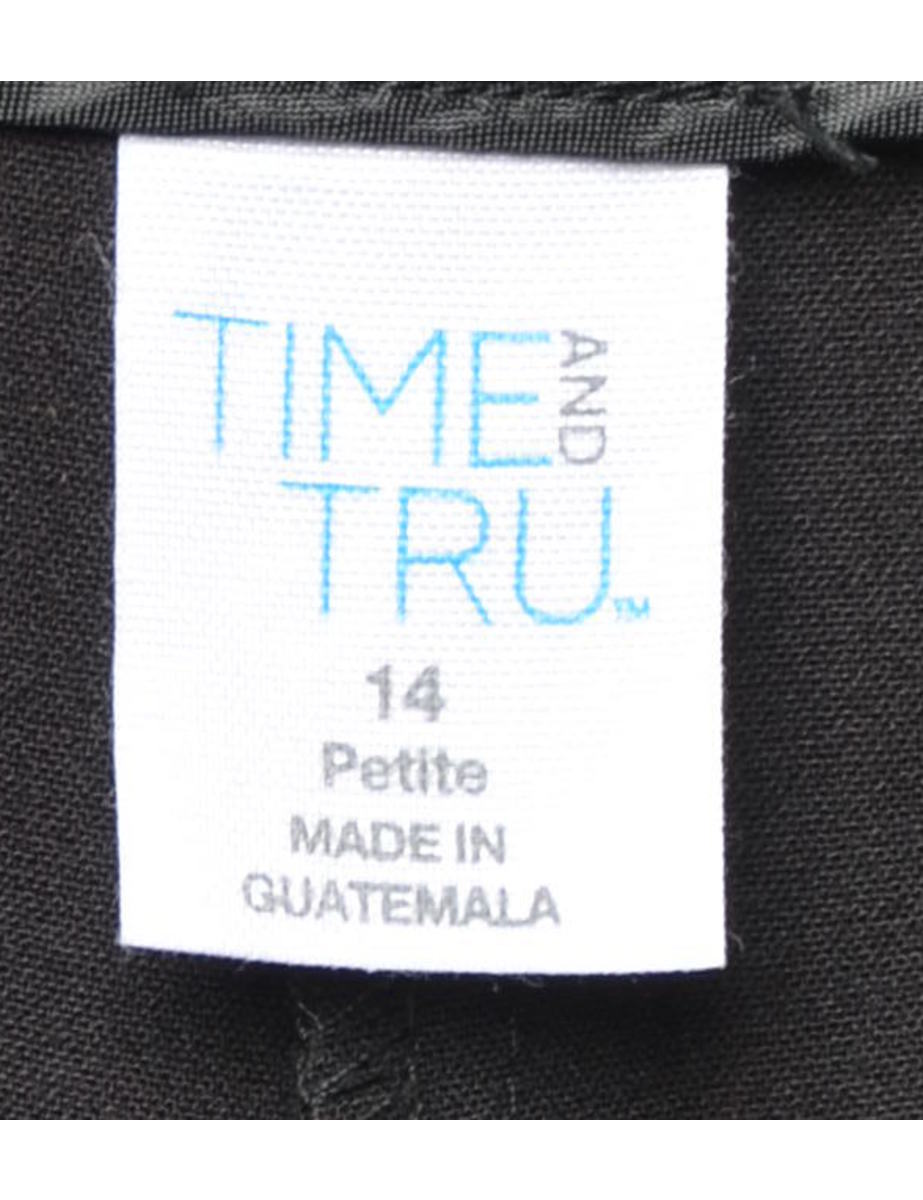 TIME AND
TRU™
14
Petite
MADE IN
GUATEMALA